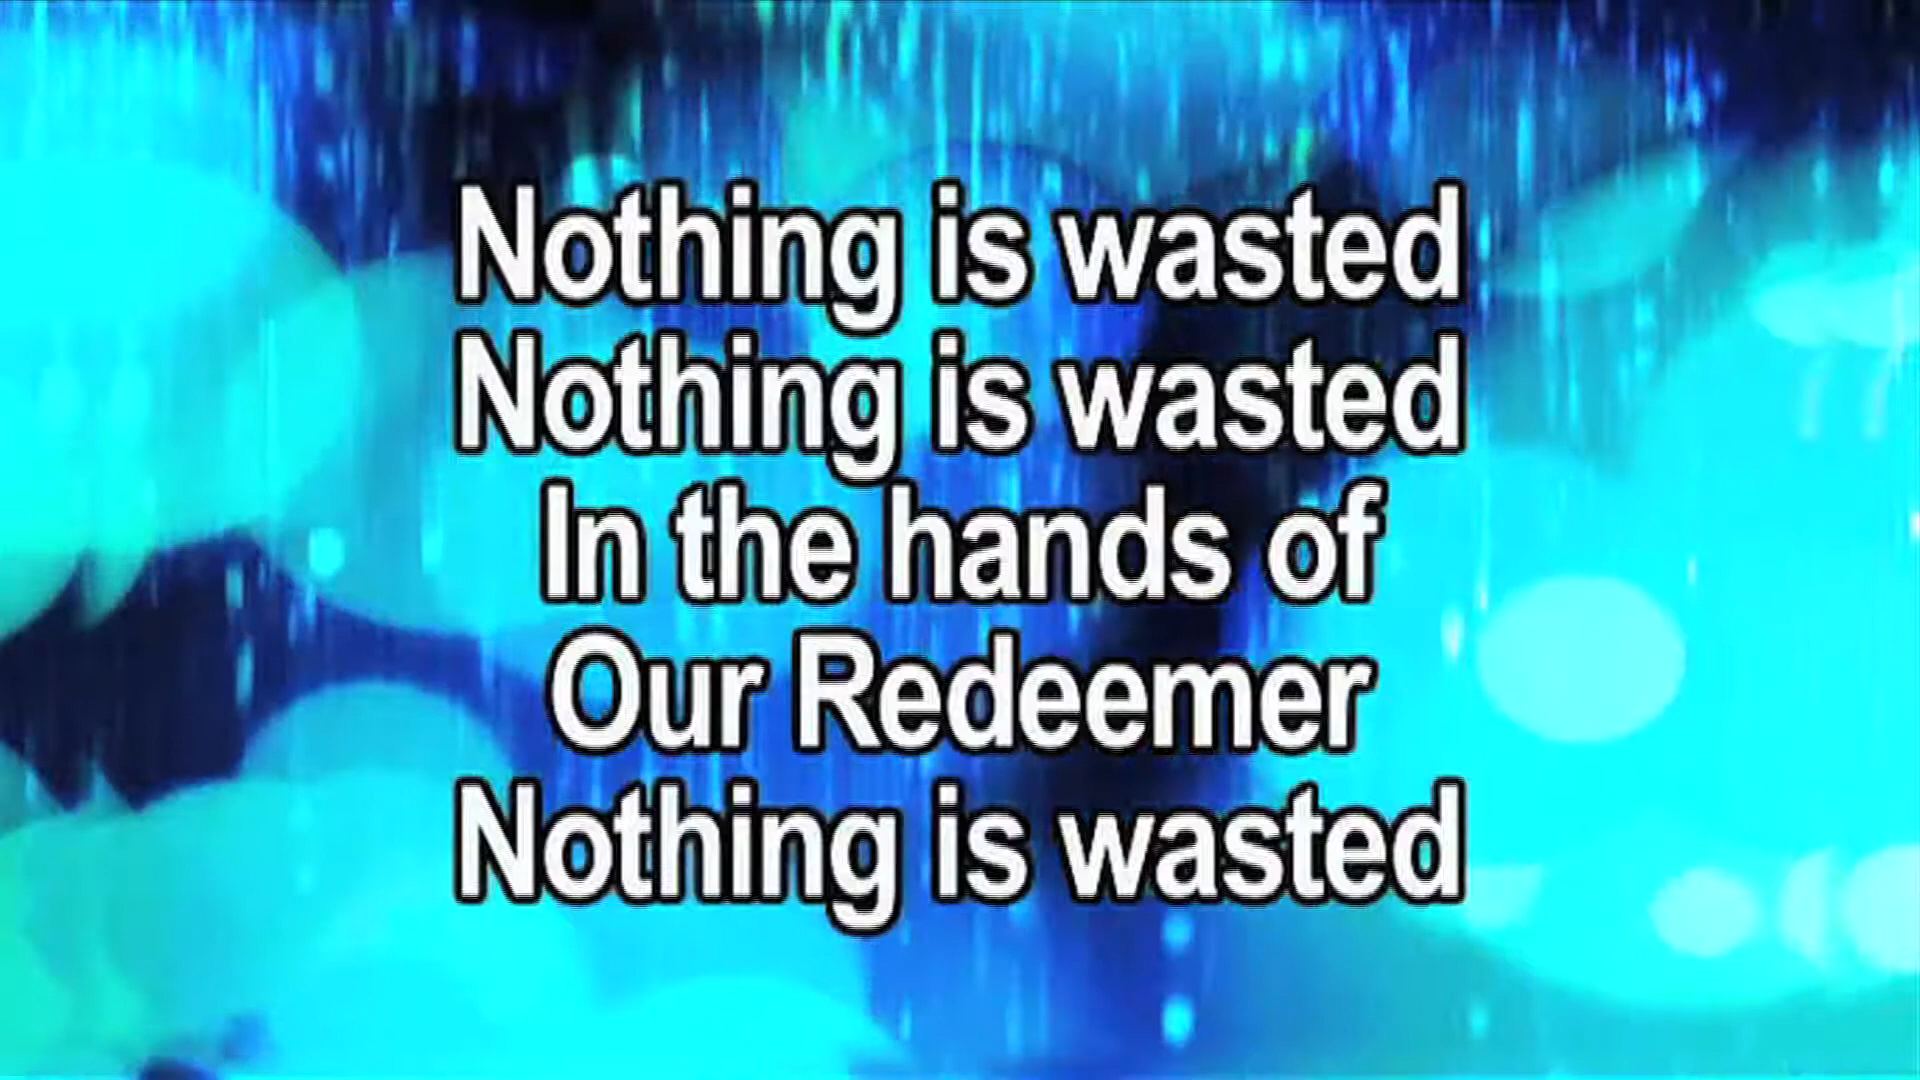 Nothing is wasted
Nothing is wasted
In the hands of
Our Redeemer
Nothing is wasted